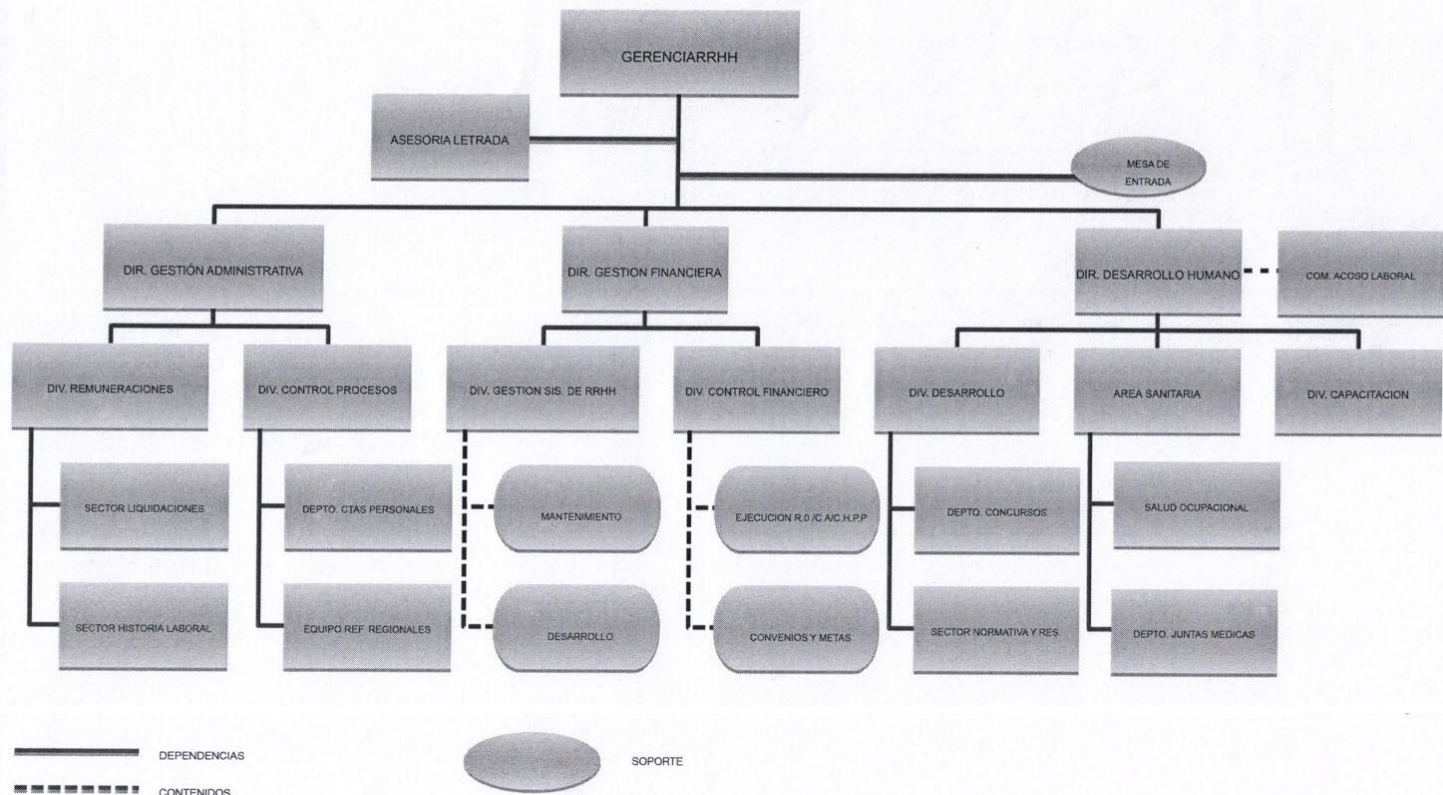 GERENCIARRHH
ASESORIA LETRADA
MESA DE
ENTRADA
DIR. GESTIÓN ADMINISTRATIVA
DIR. GESTION FINANCIERA
DIR. DESARROLLO HUMANO
COM. ACOSO LABORAL
DIV. REMUNERACIONES
DIV. CONTROL PROCESOS
DIV. GESTION SIS. DE RRHH
DIV. CONTROL FINANCIERO
DIV. DESARROLLO
AREA SANITARIA
DIV. CAPACITACION
SECTOR LIQUIDACIONES
DEPTO. CTAS PERSONALES
MANTENIMIENTO
EJECUCION R.0 /C.A/C.H.P.P
DEPTO. CONCURSOS
SALUD OCUPACIONAL
SECTOR HISTORIA LABORAL
EQUIPO REF. REGIONALES
DESARROLLO
CONVENIOS Y METAS
SECTOR NORMATIVA Y RES.
DEPTO. JUNTAS MEDICAS
DEPENDENCIAS
SOPORTE
CONTENIDOS